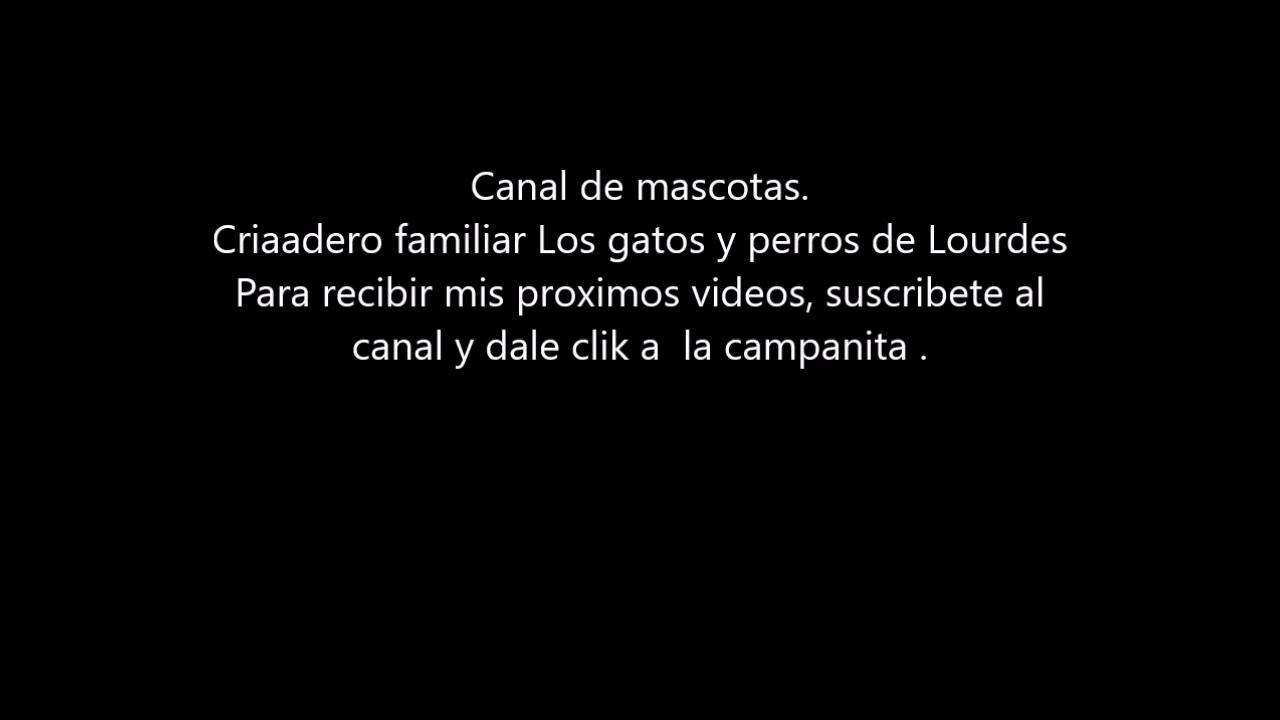 Canal de mascotas.
Criaadero familiar Los gatos y perros de Lourdes
Para recibir mis proximos videos, suscribete al
canal y dale clik a  la campanita .